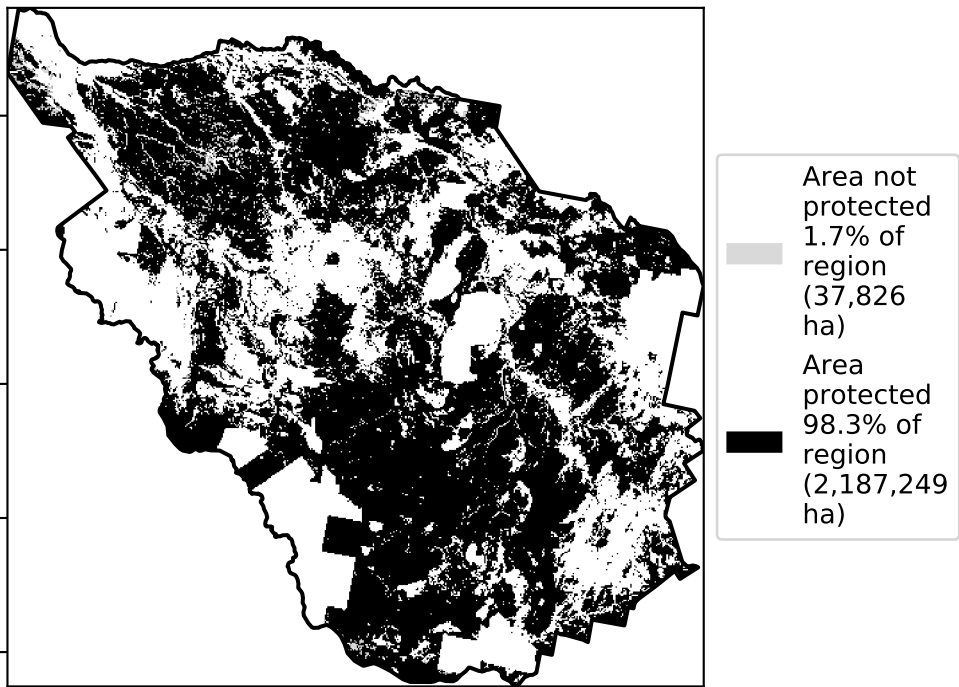 Area not
protected
1.7% of
region
(37,826
ha)
Area
protected
98.3% of
region
(2,187,249
ha)